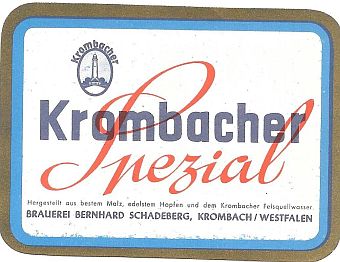 Krombacher
Krombacher
Spezial
Hergestellt aus bestem Malz, edelstem Hopfen und dem Krombacher Felsquellwasser.
BRAUEREI BERNHARD SCHADEBERG, KROMBACH/WESTFALEN